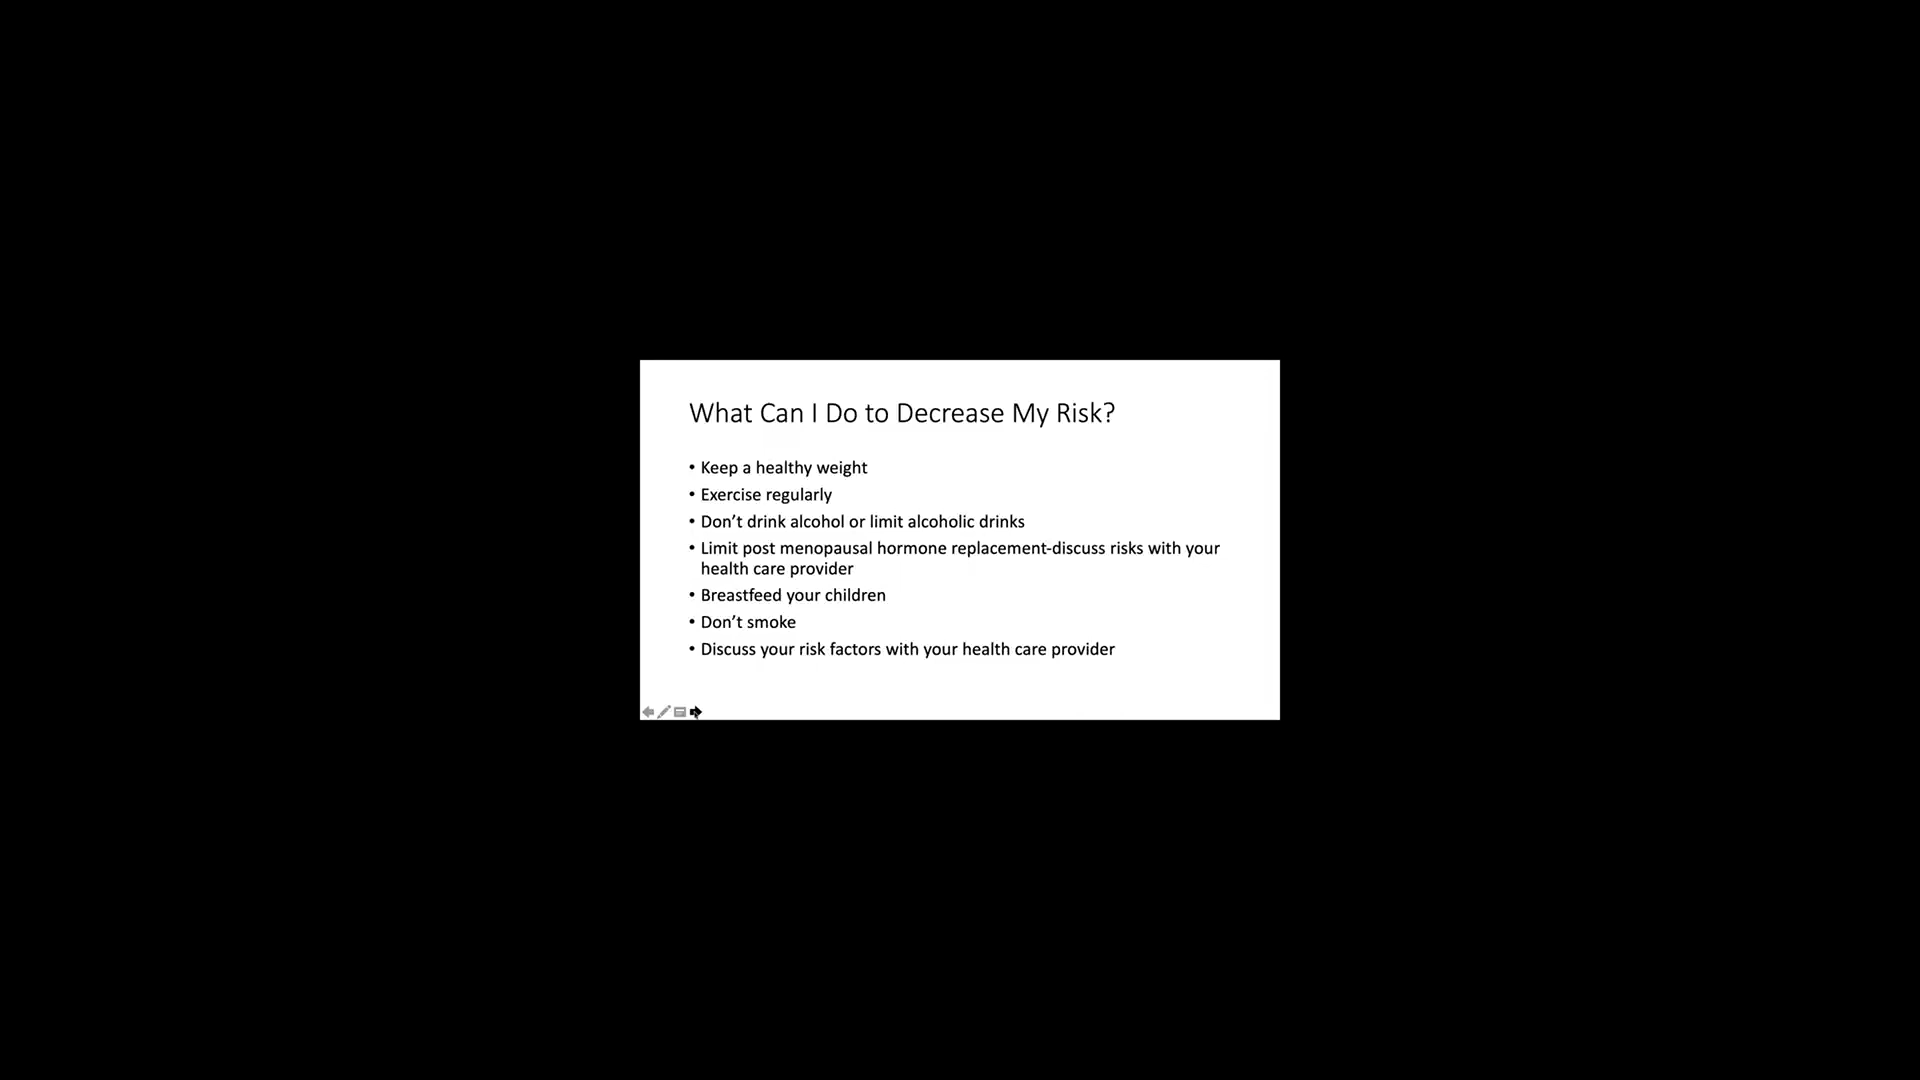 What Can I Do to Decrease My Risk?
• Keep a healthy weight
• Exercise regularly
• Don’t drink alcohol or limit alcoholic drinks
• Limit post menopausal hormone replacement-discuss risks with your
health care provider
• Breastfeed your children
• Don’t smoke
• Discuss your risk factors with your health care provider